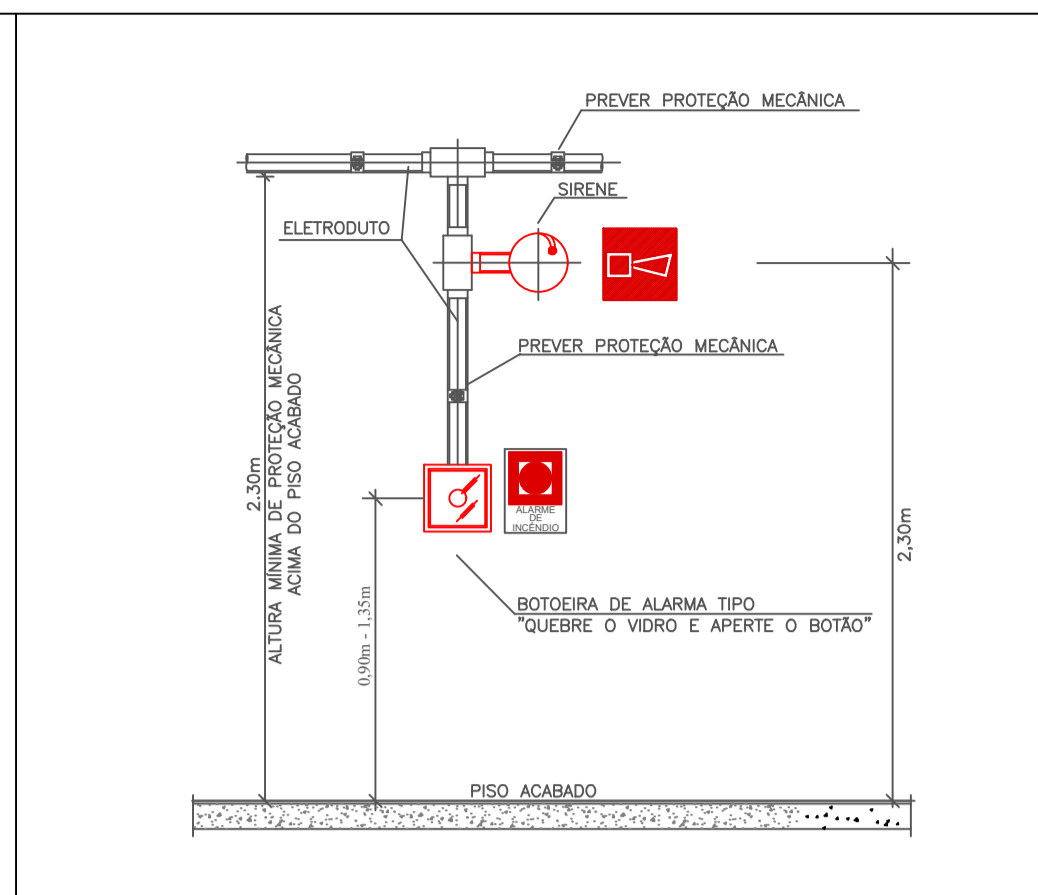 PREVER PROTEÇÃO MECÂNICA
SIRENE
ELETRODUTO
PREVER PROTEÇÃO MECÂNICA
2.30m
ALTURA MÍNIMA DE PROTEÇÃO MECÂNICA
ACIMA DO PISO ACABADO
ALARME
DE
INCÊNDIO
2,30m
0,90m - 1,35m
BOTOEIRA DE ALARMA TIPO
"QUEBRE O VIDRO E APERTE O BOTÃO"
PISO ACABADO